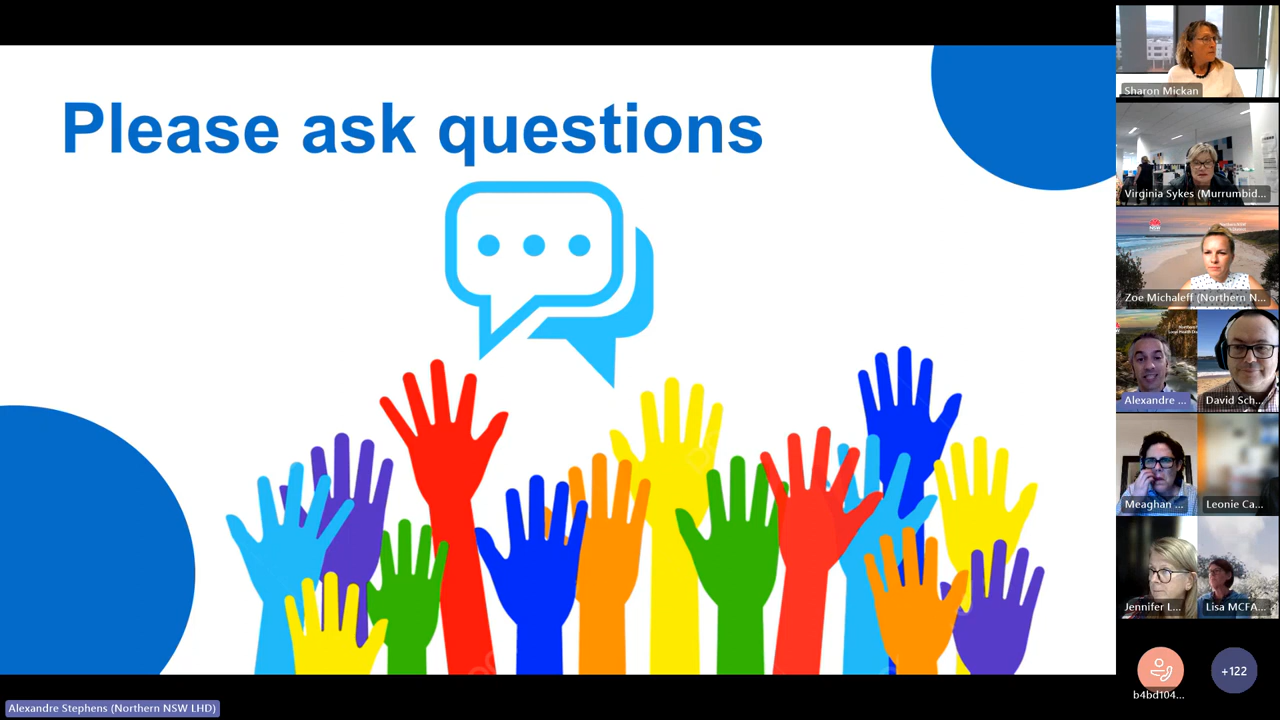 Please ask questions
Sharon Mickan
Virginia Sykes (Murrumbid...
Zoe Michaleff (Northern N...
Alexandre ...
David Sch...
Meaghan ...
Leonie Ca...
Jennifer L...
Lisa MCFA...
b4bd104...
+122
Alexandre Stephens (Northern NSW LHD)